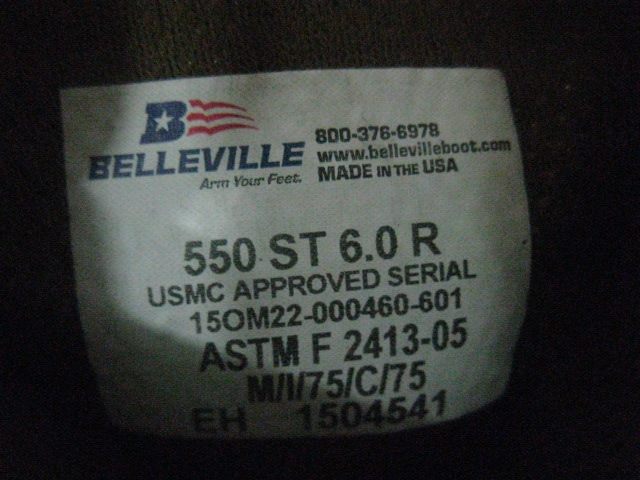 B
BELLEVILLE
Arm Your Feet.
800-376-6978
www.bellevilleboot.com
MADE IN THE USA
550 ST 6.0 R
USMC APPROVED SERIAL
15OM22-000460-601
ASTM F 2413-05
M/I/75/C/75
EH 1504541